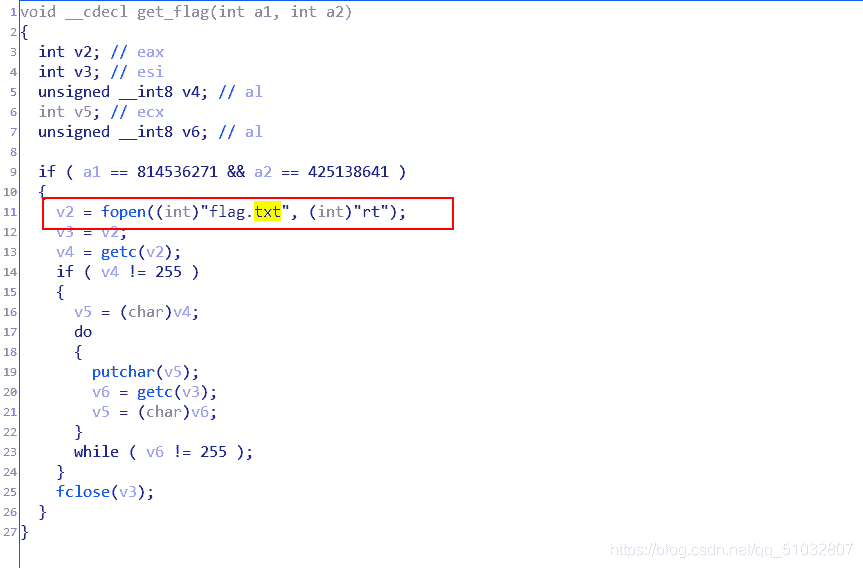 1 void __cdecl get_flag(int a1, int a2)
2 {
3 int v2; // eax
4 int v3; // esi
5 unsigned __int8 v4; // al
6 int v5; // ecx
7 unsigned __int8 v6; // al
8
9 if ( a1 == 814536271 && a2 == 425138641 )
10 {
11 v2 = fopen((int)"flag.txt", (int)"rt");
12 v3 = v2;
13 v4 = getc(v2);
14 if ( v4 != 255 )
15 {
16 v5 = (char)v4;
17 do
18 {
19 putchar(v5);
20 v6 = getc(v3);
21 v5 = (char)v6;
22 }
23 while ( v6 != 255 );
24 }
25 fclose(v3);
26 }
27 }
https://blog.csdn.net/qq_51032807